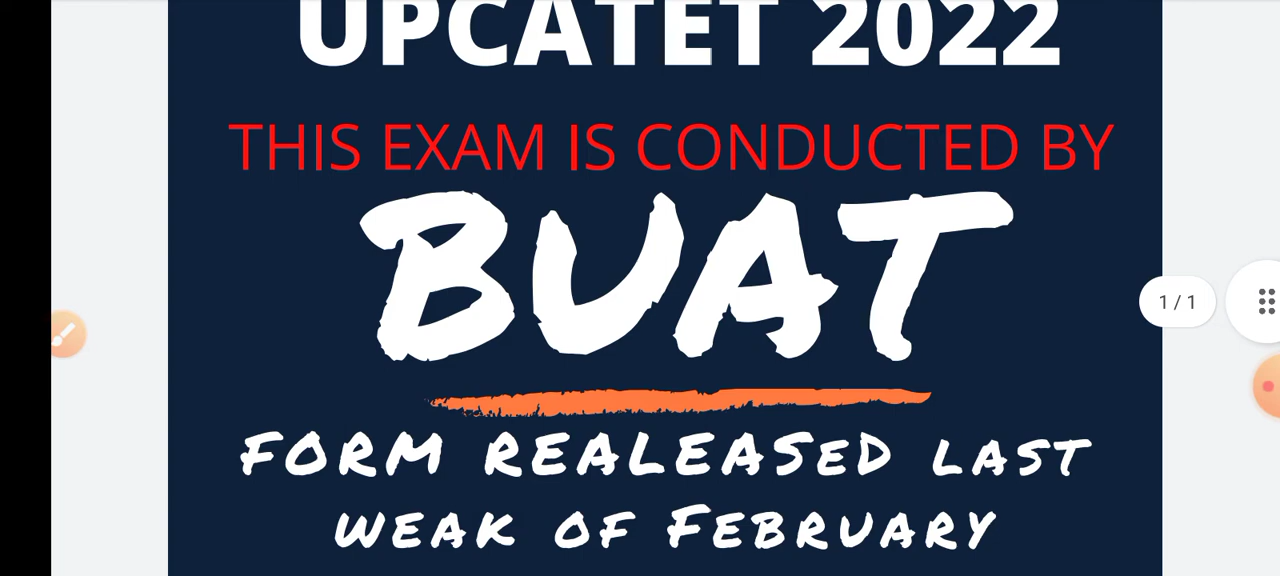 UPCATET 2022
THIS EXAM IS CONDUCTED BY
BUAT
FORM REALEASED LAST
WEAK OF FEBRUARY
1 / 1